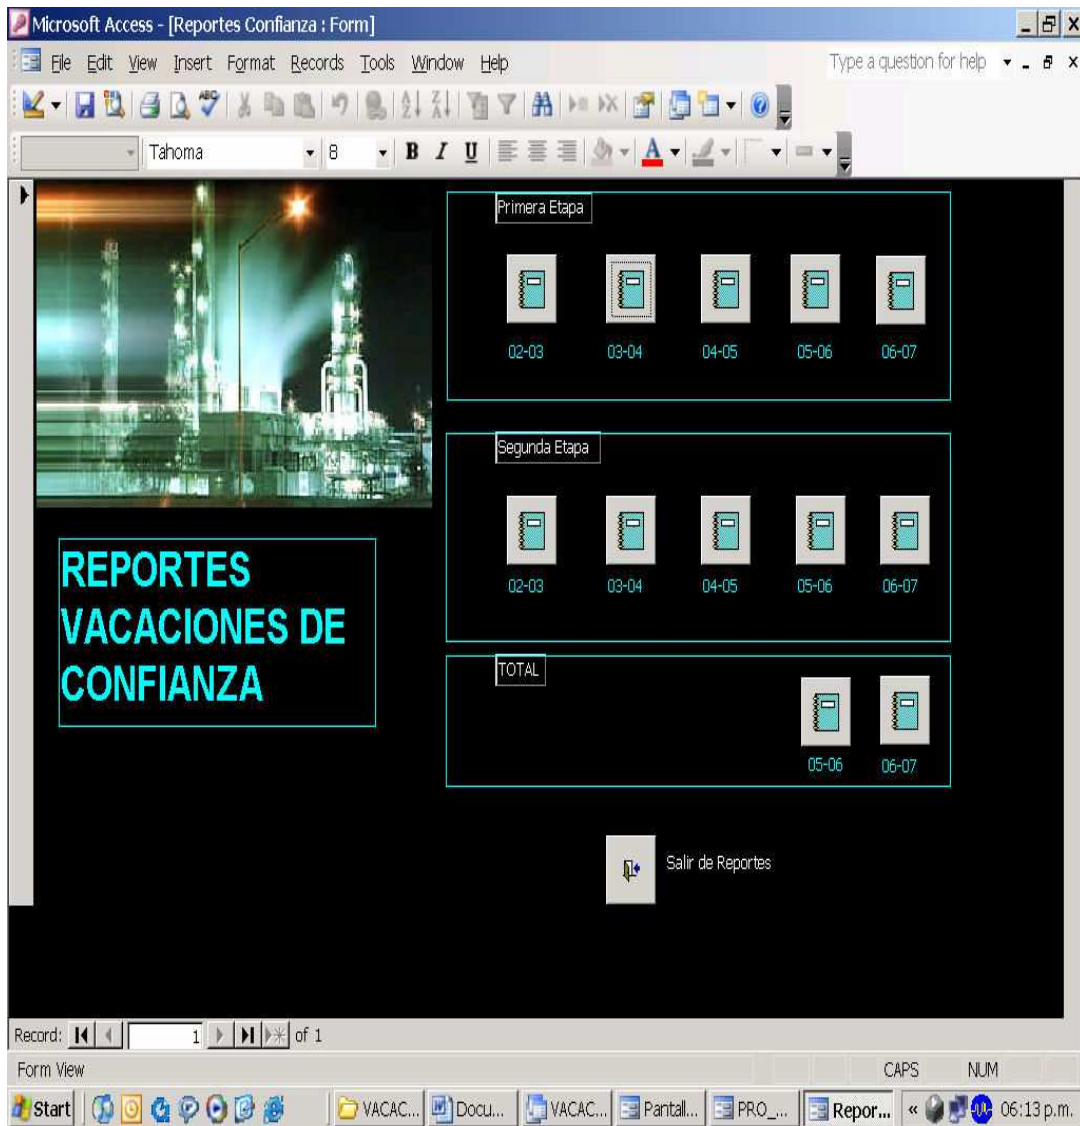 Microsoft Access - [Reportes Confianza : Form]
File Edit View Insert Format Records Tools Window Help
Type a question for help
Tahoma 8 B I U A
Primera Etapa
02-03 03-04 04-05 05-06 06-07
Segunda Etapa
02-03 03-04 04-05 05-06 06-07
REPORTES
VACACIONES DE
CONFIANZA
TOTAL
05-06 06-07
Salir de Reportes
Record: 1 of 1
Form View CAPS NUM
Start VACAC... Docu... VACAC... Pantall... PRO_... Repor... 06:13 p.m.